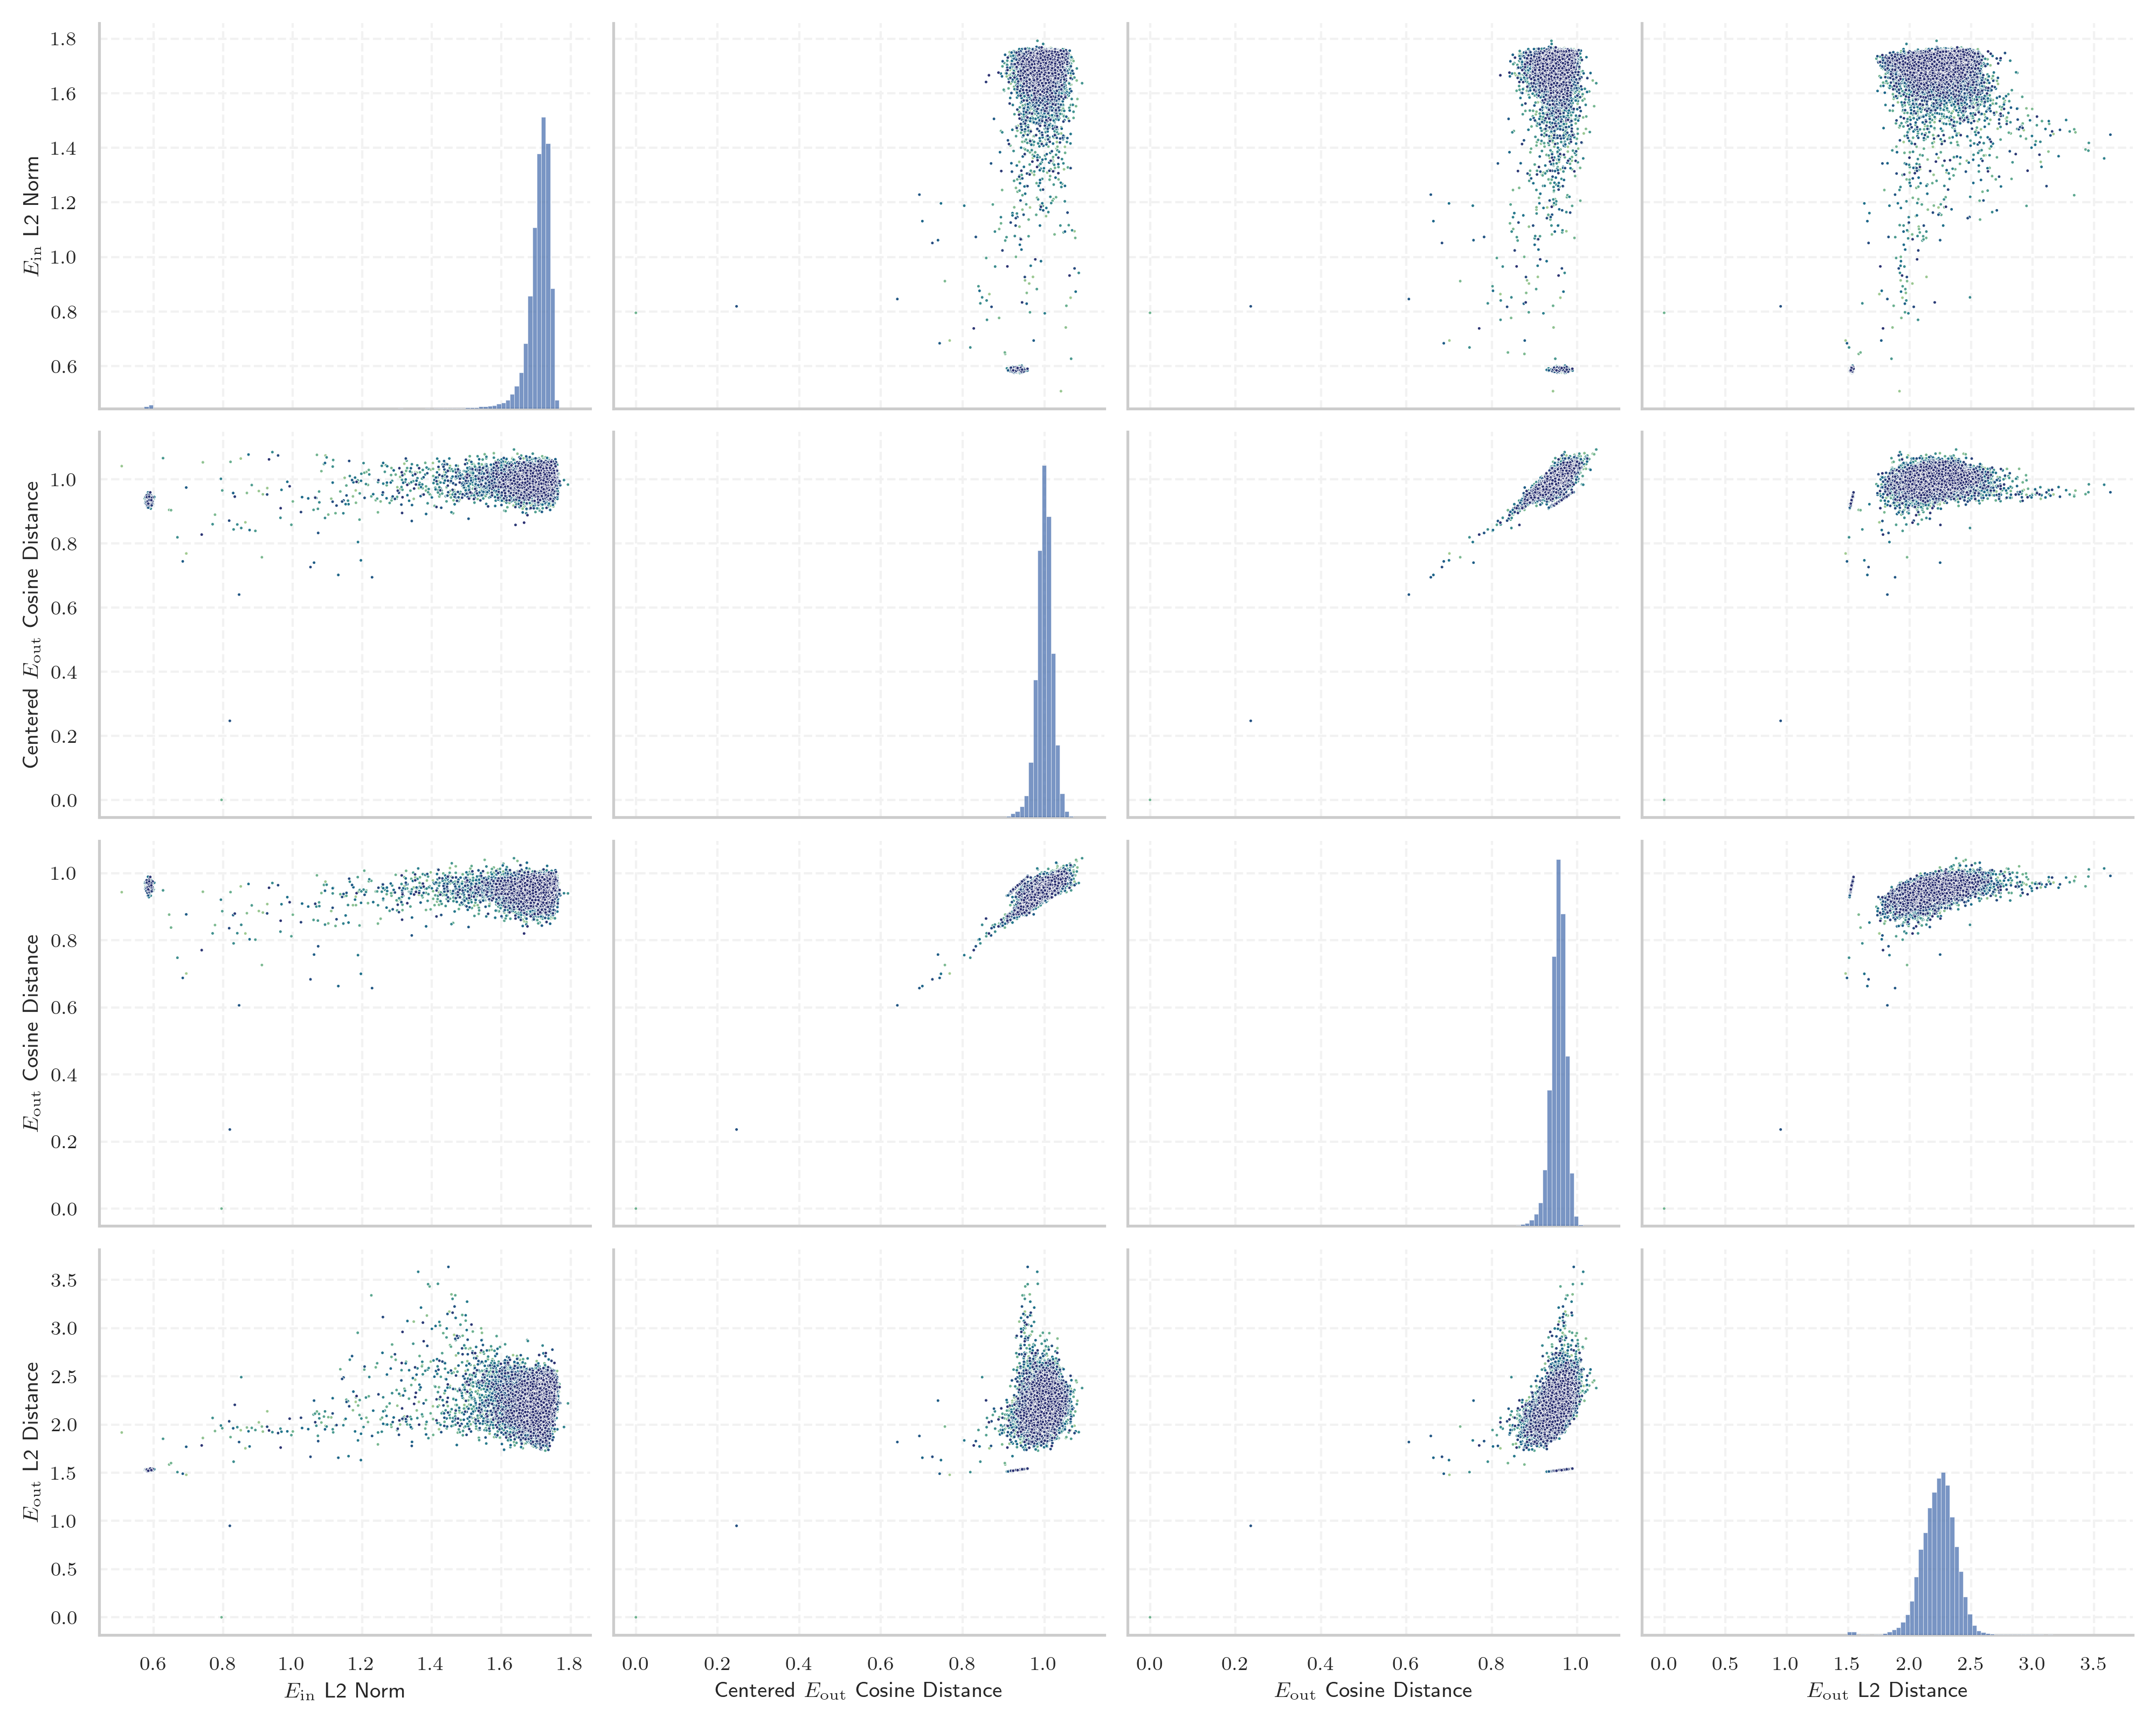 1.8
1.6
1.4
1.2
1.0
0.8
0.6
E_in L2 Norm
1.0
0.8
0.6
0.4
0.2
0.0
Centered E_out Cosine Distance
1.0
0.8
0.6
0.4
0.2
0.0
E_out Cosine Distance
3.5
3.0
2.5
2.0
1.5
1.0
0.5
0.0
E_out L2 Distance
0.6 0.8 1.0 1.2 1.4 1.6 1.8
E_in L2 Norm
0.0 0.2 0.4 0.6 0.8 1.0
Centered E_out Cosine Distance
0.0 0.2 0.4 0.6 0.8 1.0
E_out Cosine Distance
0.0 0.5 1.0 1.5 2.0 2.5 3.0 3.5
E_out L2 Distance